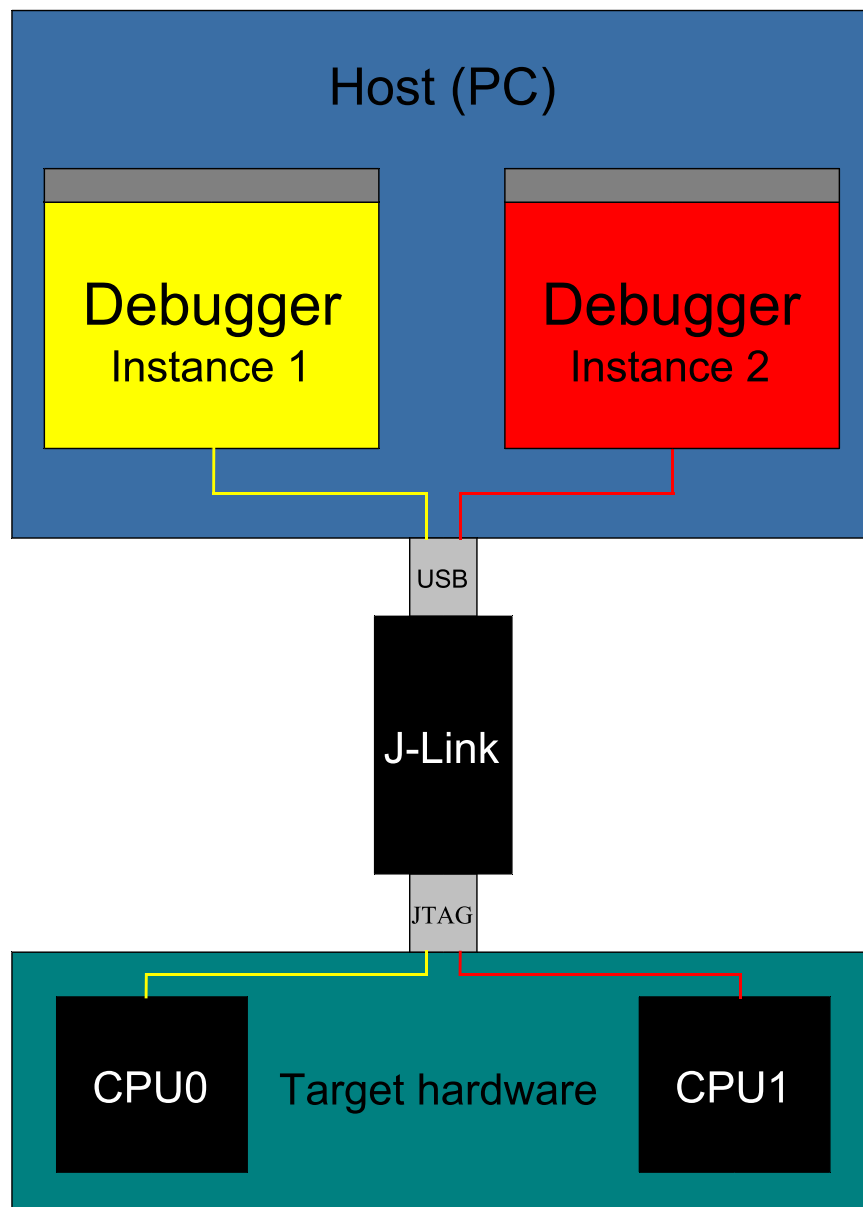 Host (PC)
Debugger
Instance 1
Debugger
Instance 2
USB
J-Link
JTAG
CPU0
Target hardware
CPU1